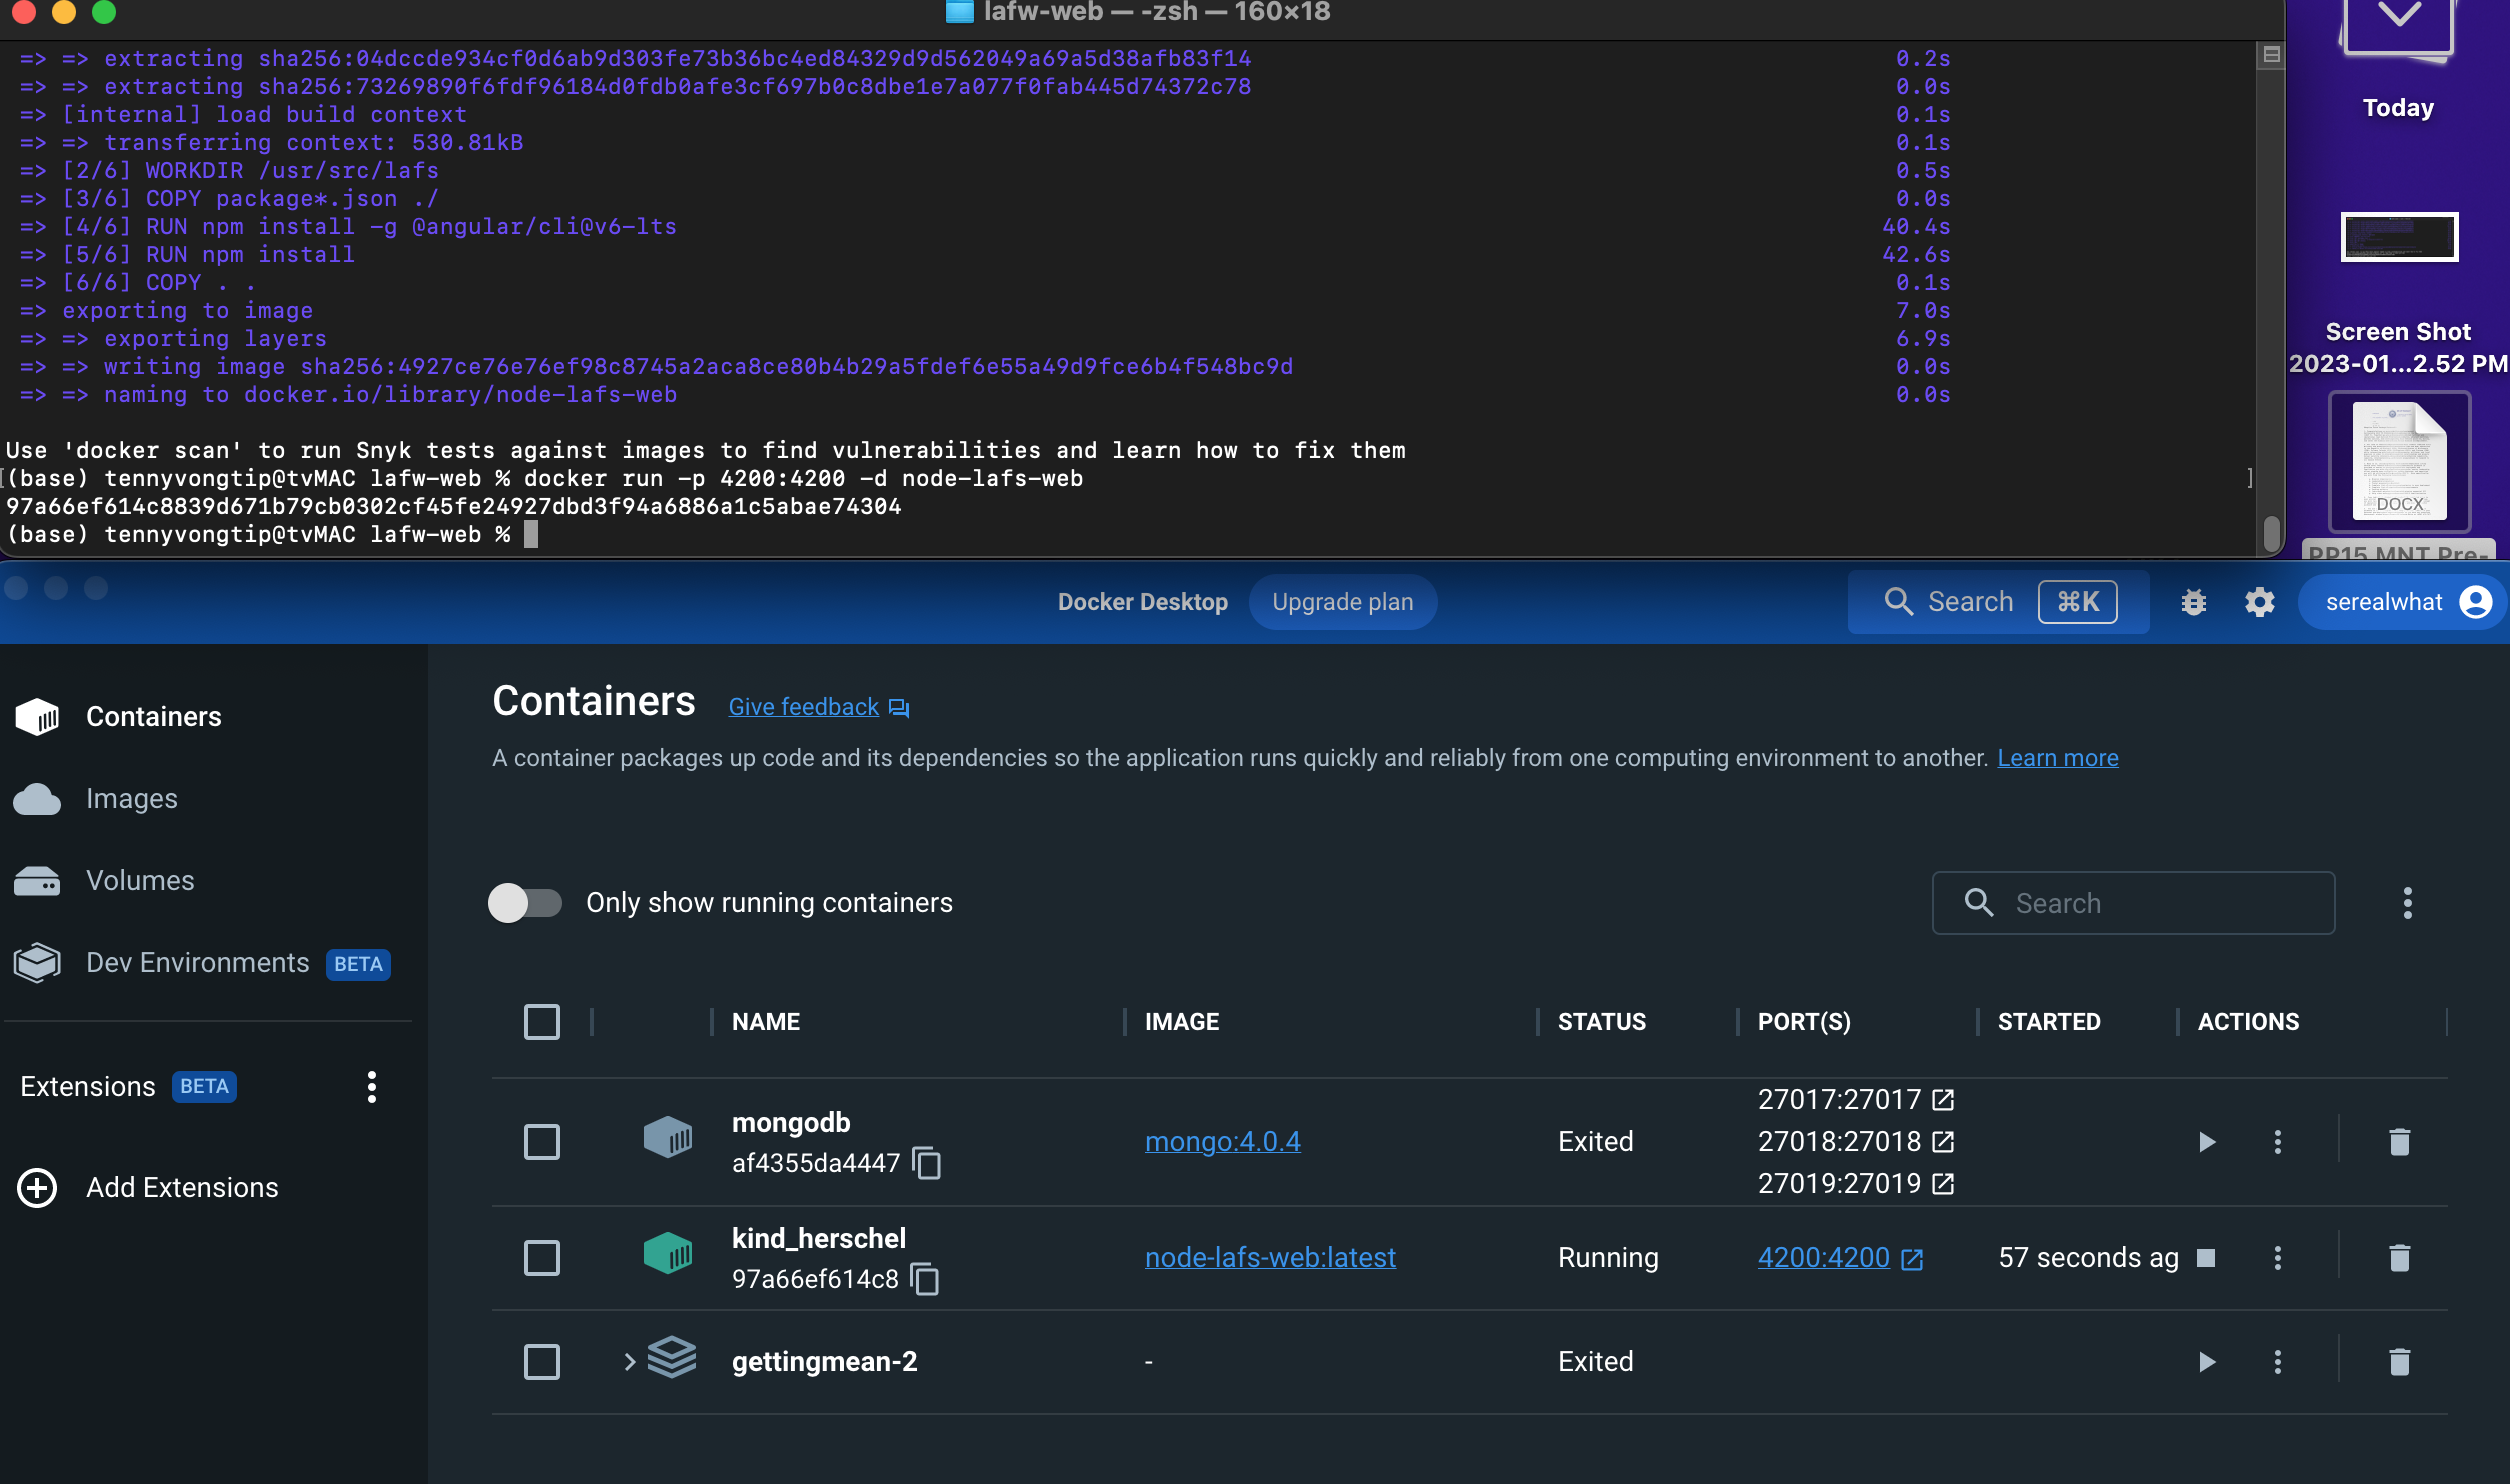 lafw-web — -zsh — 160×18
=> => extracting sha256:04dccde934cf0d6ab9d303fe73b36bc4ed84329d9d562049a69a5d38afb83f14 0.2s
=> => extracting sha256:73269890f6fdf96184d0fdb0afe3cf697b0c8dbe1e7a077f0fab445d74372c78 0.0s
=> [internal] load build context 0.1s
=> => transferring context: 530.81kB 0.1s
=> [2/6] WORKDIR /usr/src/lafs 0.5s
=> [3/6] COPY package*.json ./ 0.0s
=> [4/6] RUN npm install -g @angular/cli@v6-lts 40.4s
=> [5/6] RUN npm install 42.6s
=> [6/6] COPY . . 0.1s
=> exporting to image 7.0s
=> => exporting layers 6.9s
=> => writing image sha256:4927ce76e76ef98c8745a2aca8ce80b4b29a5fdef6e55a49d9fce6b4f548bc9d 0.0s
=> => naming to docker.io/library/node-lafs-web 0.0s
Use 'docker scan' to run Snyk tests against images to find vulnerabilities and learn how to fix them
[(base) tennyvongtip@tvMAC lafw-web % docker run -p 4200:4200 -d node-lafs-web ]
97a66ef614c8839d671b79cb0302cf45fe24927dbd3f94a6886a1c5abae74304
(base) tennyvongtip@tvMAC lafw-web %
Today
Screen Shot
2023-01...2.52 PM
DOCX
PP15 MNT Pre-
Docker Desktop
Upgrade plan
Search
⌘K
serealwhat
Containers
Images
Volumes
Dev Environments BETA
Extensions BETA
Add Extensions
Containers Give feedback
A container packages up code and its dependencies so the application runs quickly and reliably from one computing environment to another. Learn more
Only show running containers
Search
NAME IMAGE STATUS PORT(S) STARTED ACTIONS
mongodb
af4355da4447
mongo:4.0.4
Exited
27017:27017
27018:27018
27019:27019
kind_herschel
97a66ef614c8
node-lafs-web:latest
Running
4200:4200
57 seconds ag
gettingmean-2
-
Exited